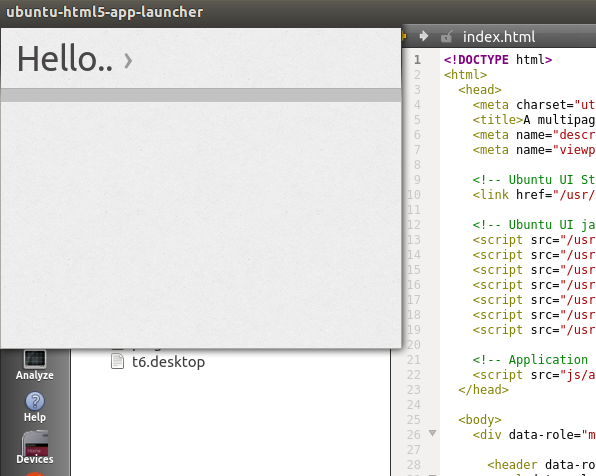 ubuntu-html5-app-launcher
Hello.. ›
index.html
1 <!DOCTYPE html>
2 <html>
3 <head>
4 <meta charset="ut
5 <title>A multipag
6 <meta name="descr
7 <meta name="viewp
8
9 <!-- Ubuntu UI St
10 <link href="/usr/
11
12 <!-- Ubuntu UI ja
13 <script src="/usr
14 <script src="/usr
15 <script src="/usr
16 <script src="/usr
17 <script src="/usr
18 <script src="/usr
19 <script src="/usr
20
21 <!-- Application
22 <script src="js/a
23 </head>
24
25 <body>
26 <div data-role="m
27
28 <header data-ro
t6.desktop
Analyze
Help
Devices